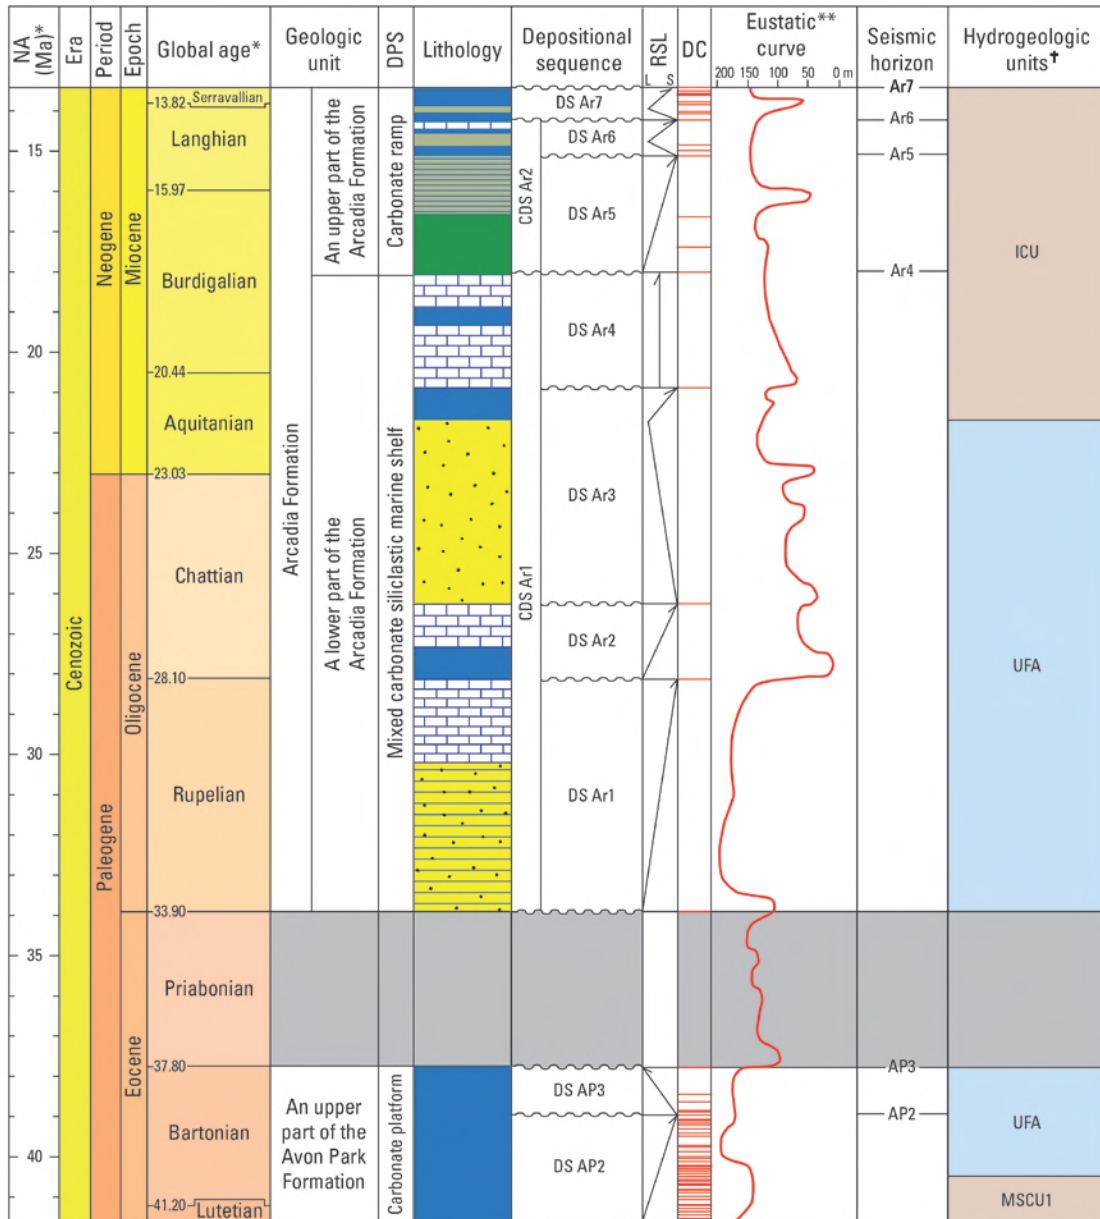 NA (Ma)*
Era
Period
Epoch
Global age*
Geologic unit
DPS
Lithology
Depositional sequence
RSL
L S
DC
Eustatic** curve
200 150 100 50 0 m
Seismic horizon
Hydrogeologic units†
15
20
25
30
35
40
Cenozoic
Neogene
Paleogene
Miocene
Oligocene
Eocene
13.82
Serravallian
Langhian
15.97
Burdigalian
20.44
Aquitanian
23.03
Chattian
28.10
Rupelian
33.90
Priabonian
37.80
Bartonian
41.20
Lutetian
Arcadia Formation
An upper part of the
Arcadia Formation
A lower part of the
Arcadia Formation
An upper
part of the
Avon Park
Formation
Carbonate ramp
Mixed carbonate siliclastic marine shelf
Carbonate platform
CDS Ar2
CDS Ar1
DS Ar7
DS Ar6
DS Ar5
DS Ar4
DS Ar3
DS Ar2
DS Ar1
DS AP3
DS AP2
Ar7
Ar6
Ar5
Ar4
AP3
AP2
ICU
UFA
UFA
MSCU1